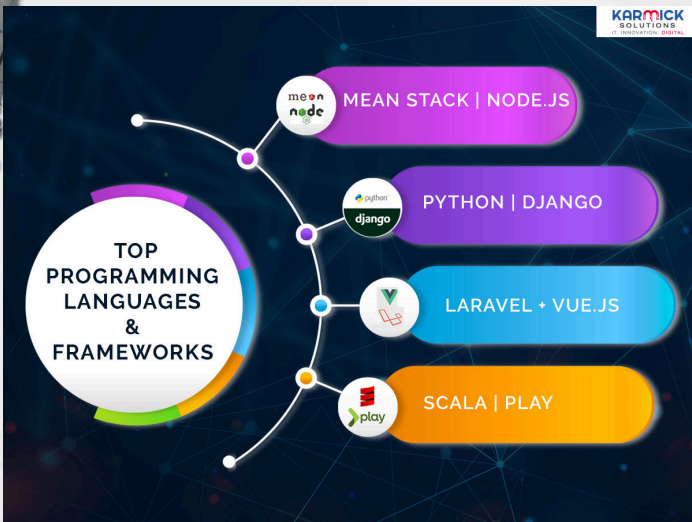 KARMICK
SOLUTIONS
IT. INNOVATION. DIGITAL
mean
node
JS
MEAN STACK | NODE.JS
python
django
PYTHON | DJANGO
LARAVEL + VUE.JS
play
SCALA | PLAY
TOP
PROGRAMMING
LANGUAGES
&
FRAMEWORKS